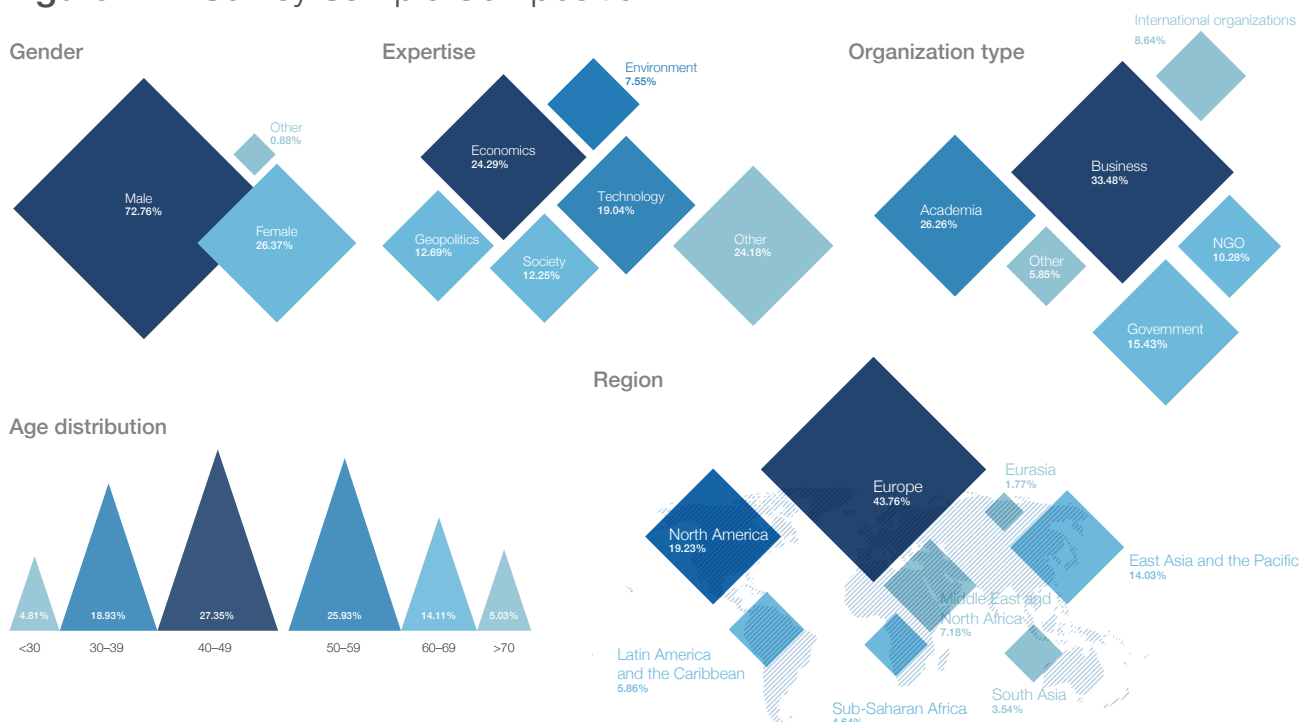 Gender
Male
72.76%
Other
0.88%
Female
26.37%
Expertise
Environment
7.55%
Economics
24.29%
Technology
19.04%
Geopolitics
12.69%
Society
12.25%
Other
24.18%
Organization type
International organizations
8.64%
Business
33.48%
Academia
26.26%
NGO
10.28%
Other
5.85%
Government
15.43%
Age distribution
4.81%
18.93%
27.35%
25.93%
14.11%
5.03%
<30
30–39
40–49
50–59
60–69
>70
Region
Europe
43.76%
Eurasia
1.77%
North America
19.23%
East Asia and the Pacific
14.03%
Middle East and
North Africa
7.18%
Latin America
and the Caribbean
5.86%
South Asia
3.54%
Sub-Saharan Africa